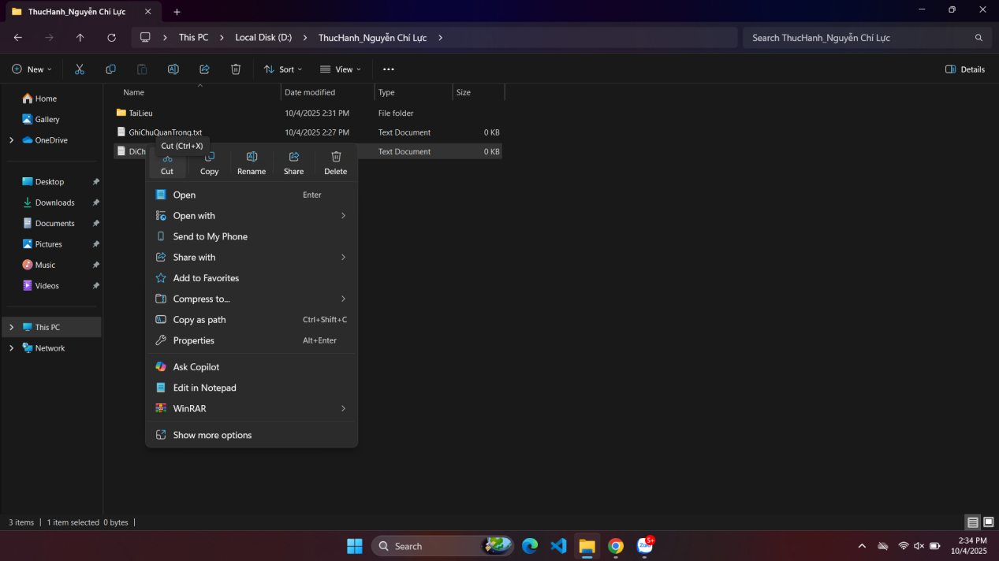 ThucHanh_Nguyễn Chí Lực
This PC > Local Disk (D:) > ThucHanh_Nguyễn Chí Lực >
Search ThucHanh_Nguyễn Chí Lực
New
Sort
View
Details
Name Date modified Type Size
TaiLieu 10/4/2025 2:31 PM File folder
GhiChuQuanTrong.txt 10/4/2025 2:27 PM Text Document 0 KB
DiCh Text Document 0 KB
Cut (Ctrl+X)
Cut Copy Rename Share Delete
Open Enter
Open with
Send to My Phone
Share with
Add to Favorites
Compress to...
Copy as path Ctrl+Shift+C
Properties Alt+Enter
Ask Copilot
Edit in Notepad
WinRAR
Show more options
Home
Gallery
OneDrive
Desktop
Downloads
Documents
Pictures
Music
Videos
This PC
Network
3 items | 1 item selected 0 bytes |
Search
Zalo
5+
2:34 PM
10/4/2025